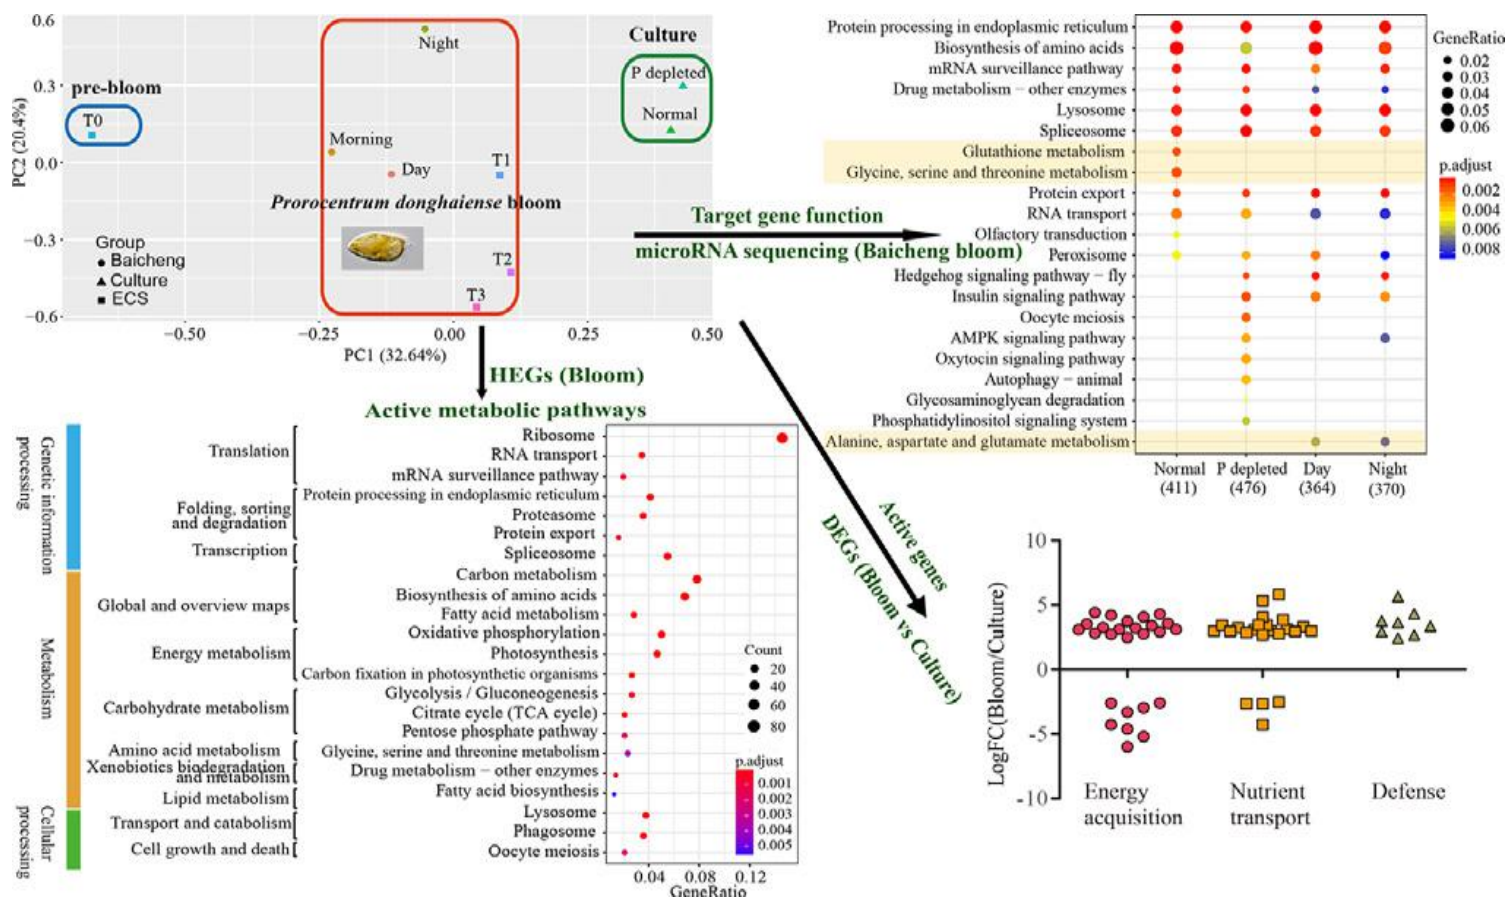 0.6
0.3
0.0
−0.3
−0.6
PC2 (20.4%)
pre-bloom
T0
Night
Morning
Day
T1
Prorocentrum donghaiense bloom
T2
T3
Culture
P depleted
Normal
Group
Baicheng
Culture
ECS
−0.50
−0.25
0.00
0.25
0.50
PC1 (32.64%)
Target gene function
microRNA sequencing (Baicheng bloom)
HEGs (Bloom)
Active metabolic pathways
Active genes
DEGs (Bloom vs Culture)
Protein processing in endoplasmic reticulum
Biosynthesis of amino acids
mRNA surveillance pathway
Drug metabolism − other enzymes
Lysosome
Spliceosome
Glutathione metabolism
Glycine, serine and threonine metabolism
Protein export
RNA transport
Olfactory transduction
Peroxisome
Hedgehog signaling pathway − fly
Insulin signaling pathway
Oocyte meiosis
AMPK signaling pathway
Oxytocin signaling pathway
Autophagy − animal
Glycosaminoglycan degradation
Phosphatidylinositol signaling system
Alanine, aspartate and glutamate metabolism
Normal
(411)
P depleted
(476)
Day
(364)
Night
(370)
GeneRatio
0.02
0.03
0.04
0.05
0.06
p.adjust
0.002
0.004
0.006
0.008
Genetic information
processing
Metabolism
Cellular
processing
Translation
Folding, sorting
and degradation
Transcription
Global and overview maps
Energy metabolism
Carbohydrate metabolism
Amino acid metabolism
Xenobiotics biodegradation
and metabolism
Lipid metabolism
Transport and catabolism
Cell growth and death
Ribosome
RNA transport
mRNA surveillance pathway
Protein processing in endoplasmic reticulum
Proteasome
Protein export
Spliceosome
Carbon metabolism
Biosynthesis of amino acids
Fatty acid metabolism
Oxidative phosphorylation
Photosynthesis
Carbon fixation in photosynthetic organisms
Glycolysis / Gluconeogenesis
Citrate cycle (TCA cycle)
Pentose phosphate pathway
Glycine, serine and threonine metabolism
Drug metabolism − other enzymes
Fatty acid biosynthesis
Lysosome
Phagosome
Oocyte meiosis
Count
20
40
60
80
p.adjust
0.001
0.002
0.003
0.004
0.005
0.04
0.08
0.12
GeneRatio
LogFC(Bloom/Culture)
10
5
0
-5
-10
Energy
acquisition
Nutrient
transport
Defense